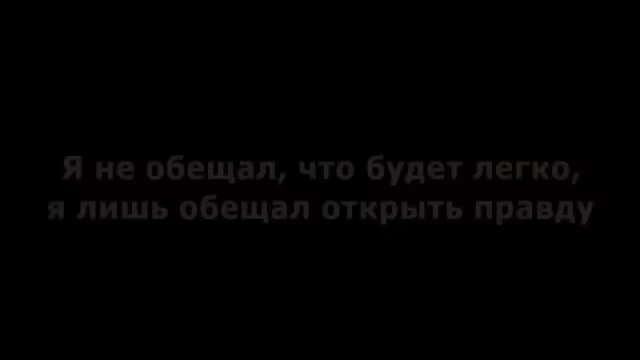 Я не обещал, что будет легко,
я лишь обещал открыть правду